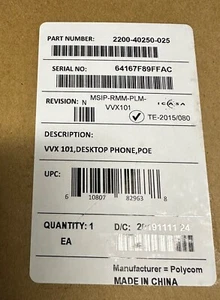 PART NUMBER: 2200-40250-025
SERIAL NO: 64167F89FFAC
REVISION: N MSIP-RMM-PLM-
VVX101
ICASA
TE-2015/080
DESCRIPTION:
VVX 101,DESKTOP PHONE,POE
UPC:
6 10807 82963 8
QUANTITY: 1 D/C:
EA
Manufacturer = Polycom
MADE IN CHINA